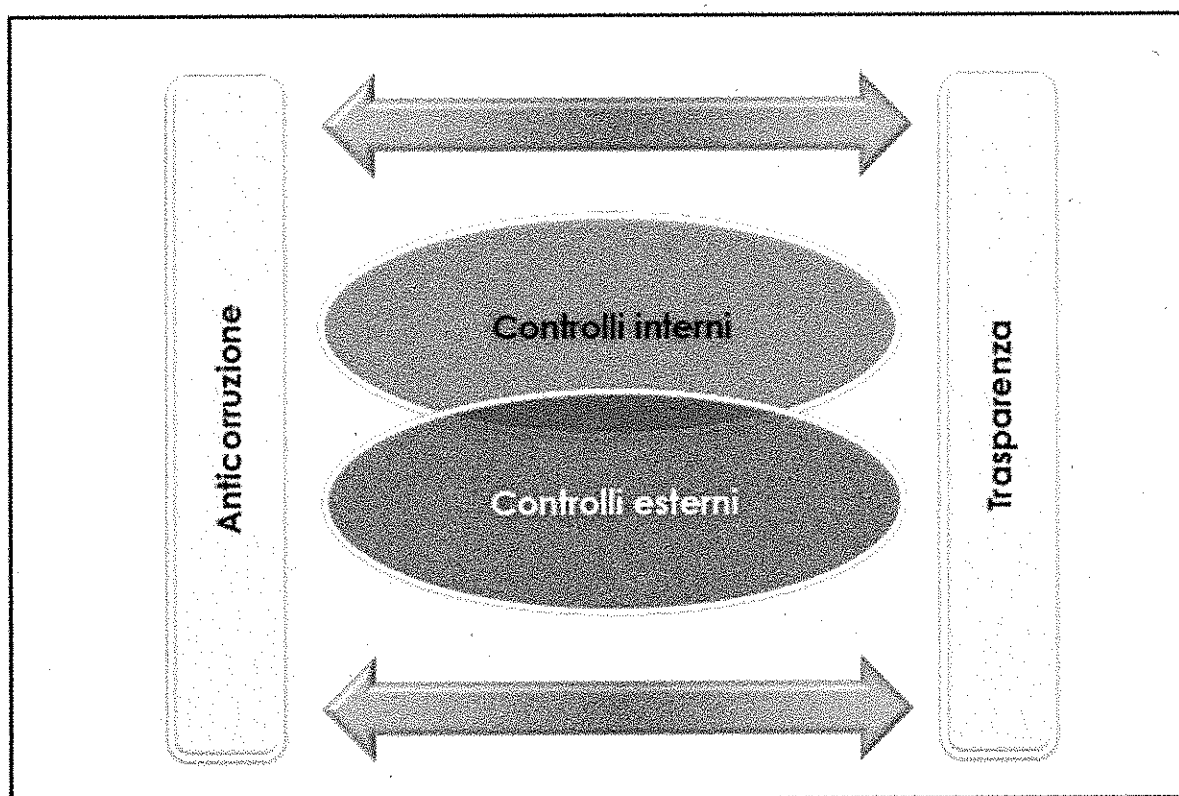 Anticorruzione
Controlli interni
Controlli esterni
Trasparenza